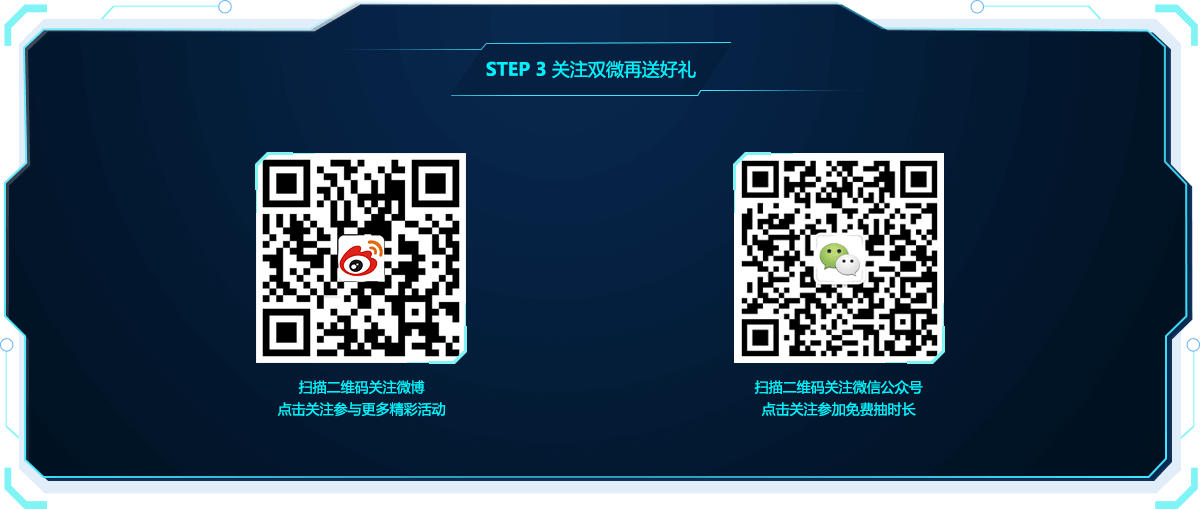 STEP 3 关注双微再送好礼
扫描二维码关注微博
点击关注参与更多精彩活动
扫描二维码关注微信公众号
点击关注参加免费抽时长